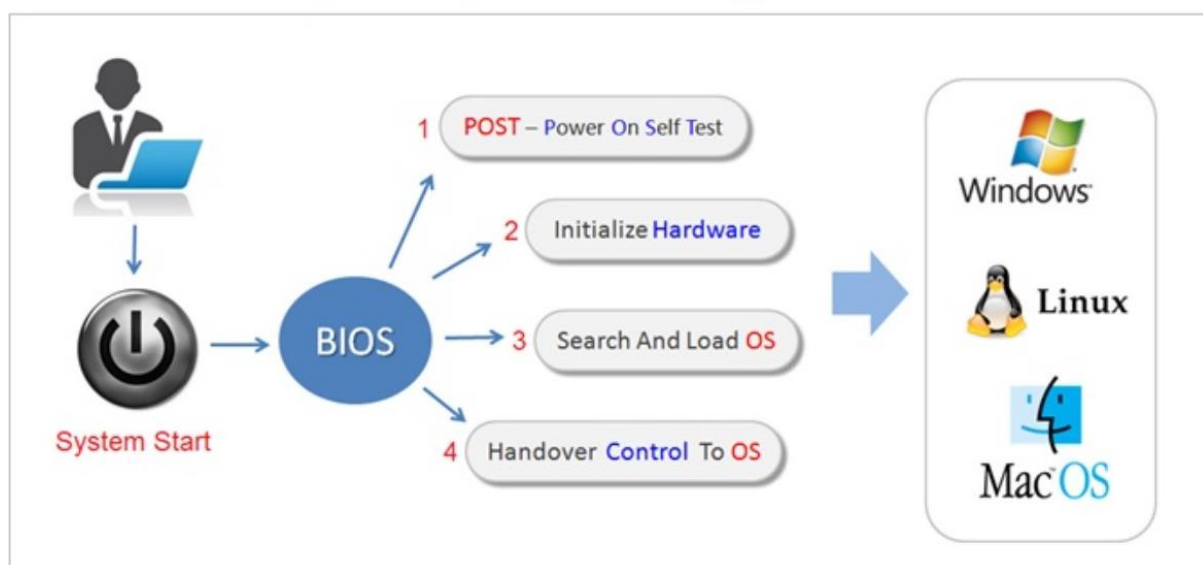 1 POST – Power On Self Test
2 Initialize Hardware
3 Search And Load OS
4 Handover Control To OS
BIOS
System Start
Windows
Linux
Mac OS